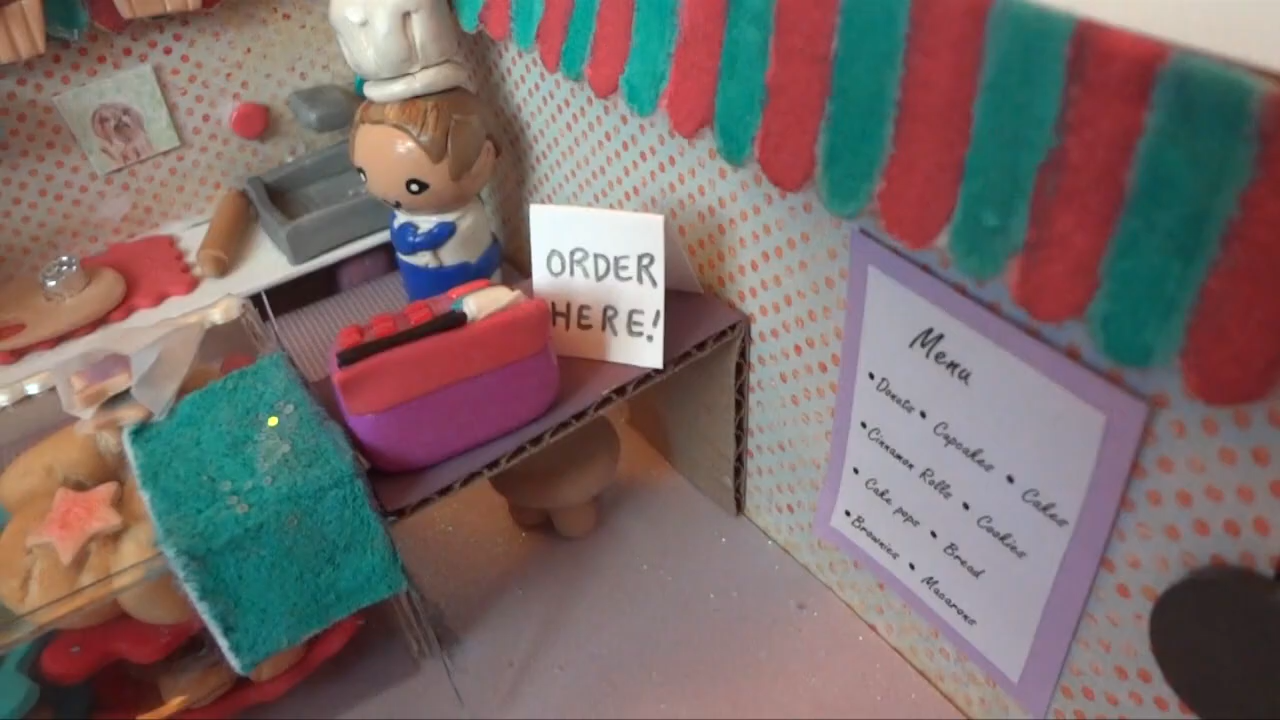 ORDER
HERE!
Menu
• Donuts • Cupcakes • Cakes
• Cinnamon Rolls • Cookies
• Cake pops • Bread
• Brownies • Macarons